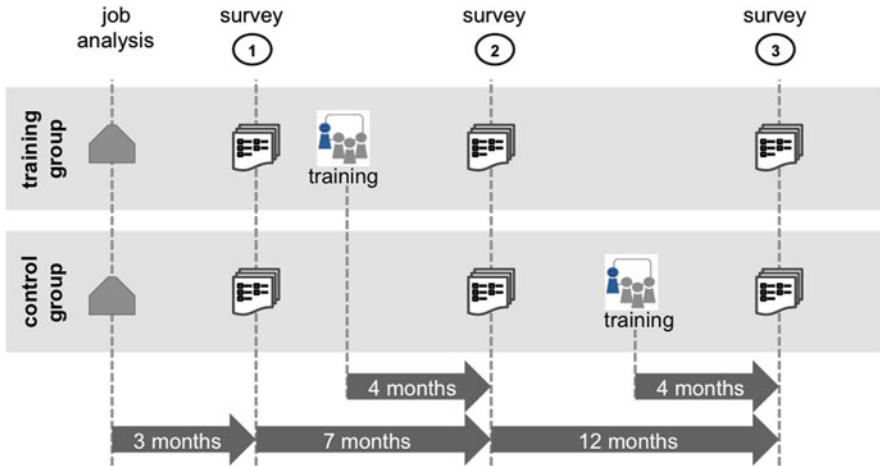 job
analysis
survey
1
survey
2
survey
3
training
group
training
control
group
training
4 months
4 months
3 months
7 months
12 months